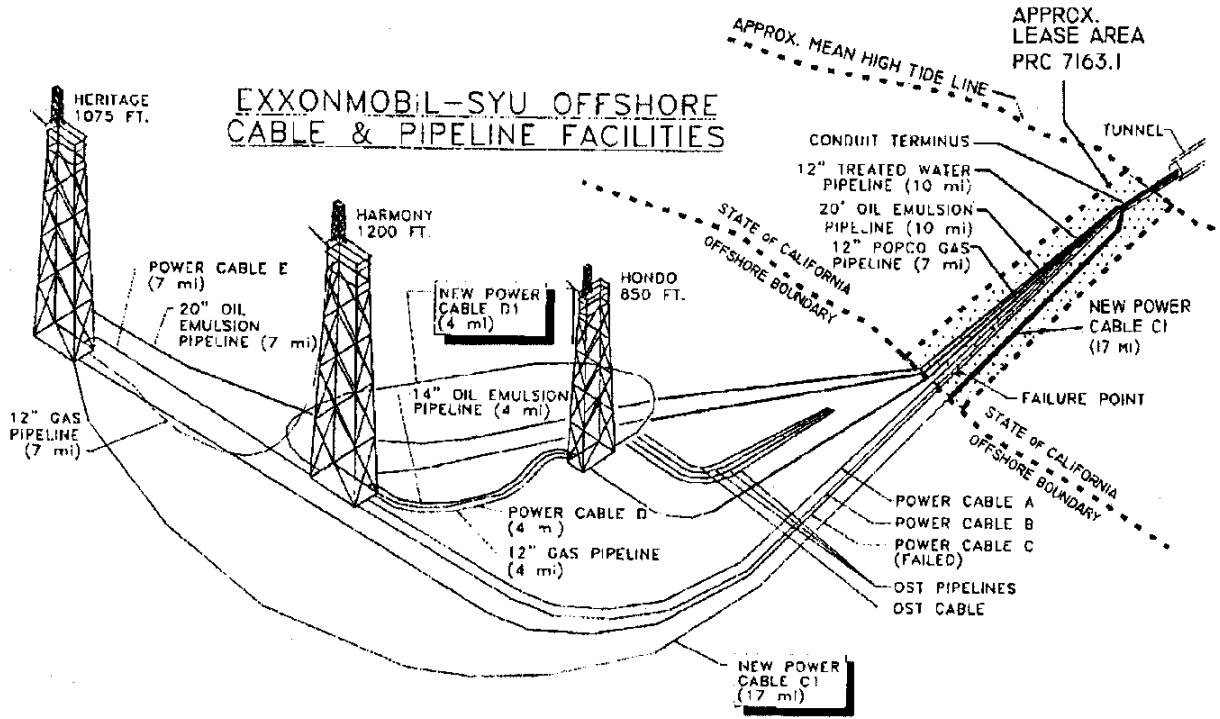 APPROX.
LEASE AREA
PRC 7163.1
APPROX. MEAN HIGH TIDE LINE
TUNNEL
HERITAGE
1075 FT.
EXXONMOBIL-SYU OFFSHORE
CABLE & PIPELINE FACILITIES
CONDUIT TERMINUS
12" TREATED WATER
PIPELINE (10 mi)
20" OIL EMULSION
PIPELINE (10 mi)
12" POPCO GAS
PIPELINE (7 mi)
STATE OF CALIFORNIA
OFFSHORE BOUNDARY
HARMONY
1200 FT.
HONDO
850 FT.
POWER CABLE E
(7 mi)
20" OIL
EMULSION
PIPELINE (7 mi)
NEW POWER
CABLE D1
(4 mi)
NEW POWER
CABLE C1
(17 MI)
14" OIL EMULSION
PIPELINE (4 mi)
FAILURE POINT
12" GAS
PIPELINE
(7 mi)
STATE OF CALIFORNIA
OFFSHORE BOUNDARY
POWER CABLE A
POWER CABLE B
POWER CABLE C
(FAILED)
POWER CABLE D
(4 m)
12" GAS PIPELINE
(4 mi)
OST PIPELINES
OST CABLE
NEW POWER
CABLE C1
(17 mi)